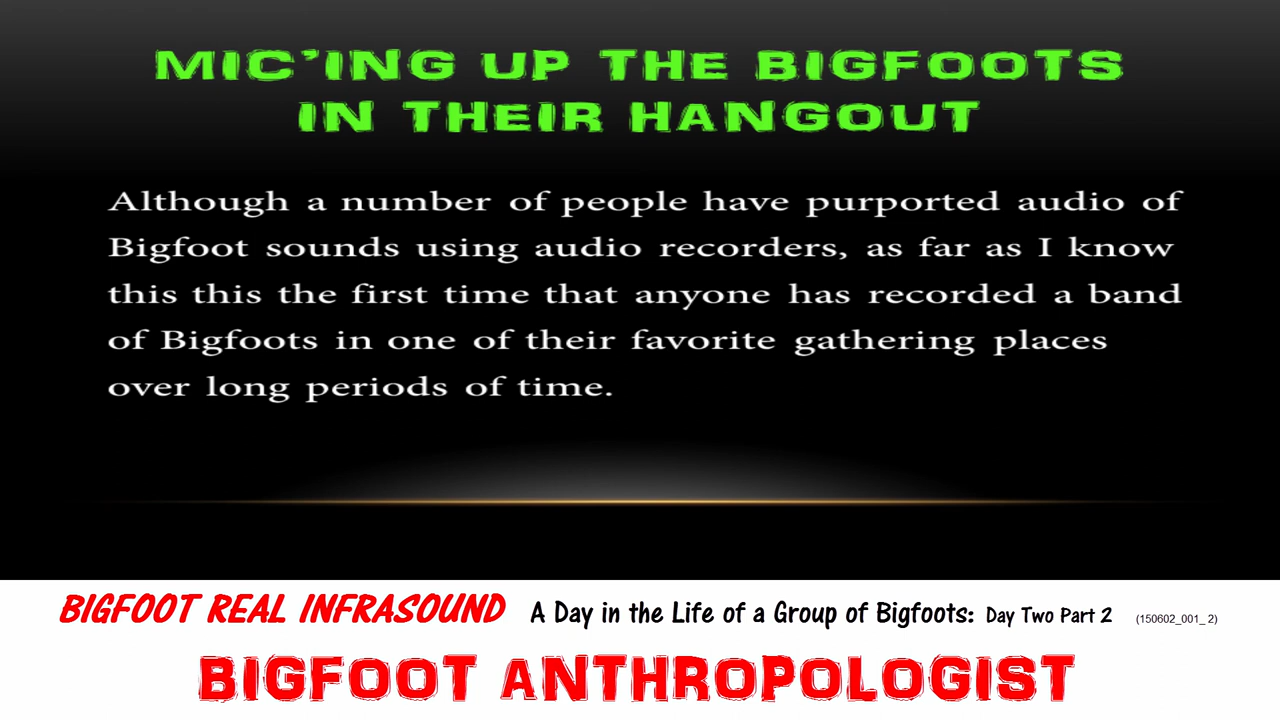 MIC'ING UP THE BIGFOOTS
IN THEIR HANGOUT
Although a number of people have purported audio of
Bigfoot sounds using audio recorders, as far as I know
this this the first time that anyone has recorded a band
of Bigfoots in one of their favorite gathering places
over long periods of time.
BIGFOOT REAL INFRASOUND A Day in the Life of a Group of Bigfoots: Day Two Part 2 (150602_001_ 2)
BIGFOOT ANTHROPOLOGIST